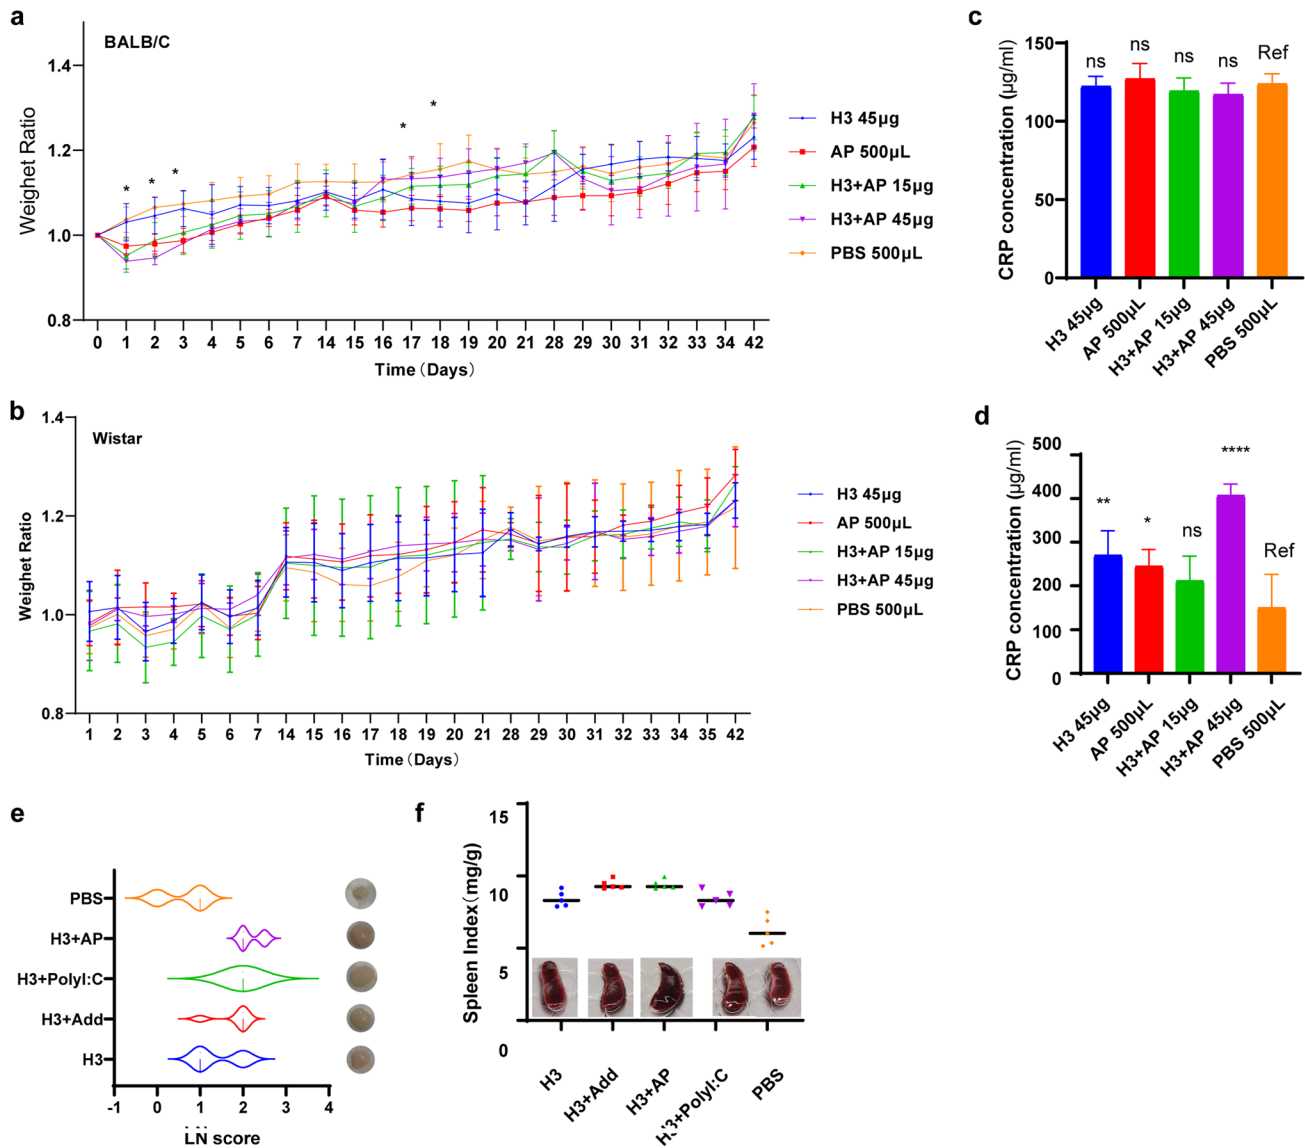 a
BALB/C
Weighet Ratio
1.4
1.2
1.0
0.8
* * * * *
0 1 2 3 4 5 6 7 14 15 16 17 18 19 20 21 28 29 30 31 33 34 42
Time (Days)
H3 45μg
AP 500μL
H3+AP 15μg
H3+AP 45μg
PBS 500μL
c
CRP concentration (μg/ml)
150
100
50
0
ns ns ns ns Ref
H3 45μg
AP 500μL
H3+AP 15μg
H3+AP 45μg
PBS 500μL
b
Wistar
Weighet Ratio
1.4
1.2
1.0
0.8
1 2 3 4 5 6 7 14 15 16 17 18 19 20 21 28 29 30 31 32 33 34 35 42
Time (Days)
H3 45μg
AP 500μL
H3+AP 15μg
H3+AP 45μg
PBS 500μL
d
CRP concentration (μg/ml)
500
400
300
200
100
0
** * ns **** Ref
H3 45μg
AP 500μL
H3+AP 15μg
H3+AP 45μg
PBS 500μL
e
PBS
H3+AP
H3+PolyI:C
H3+Add
H3
-1 0 1 2 3 4
LN score
f
Spleen Index (mg/g)
15
10
5
0
H3
H3+Add
H3+AP
H3+PolyI:C
PBS